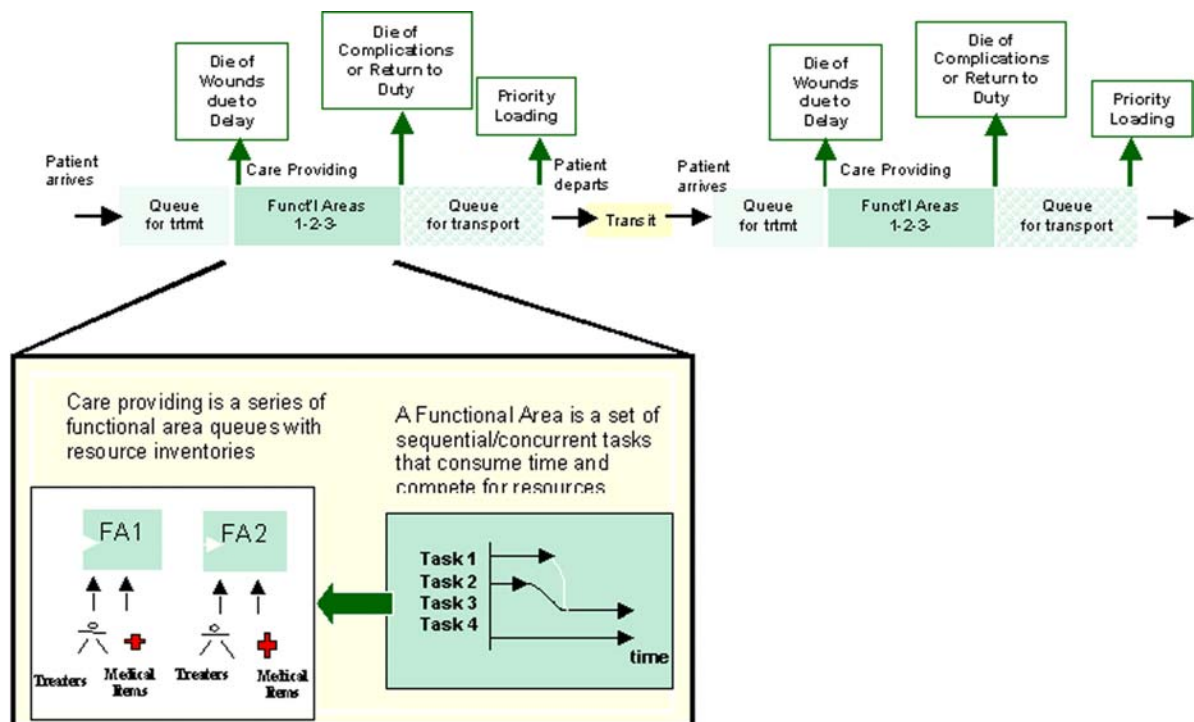 Die of
Wounds
due to
Delay
Die of
Complications
or Return to
Duty
Priority
Loading
Die of
Wounds
due to
Delay
Die of
Complications
or Return to
Duty
Priority
Loading
Patient
arrives
Care Providing
Patient
departs
Patient
arrives
Care Providing
Queue
for trtmt
Funct'l Areas
1-2-3-
Queue
for transport
Transit
Queue
for trtmt
Funct'l Areas
1-2-3-
Queue
for transport
Care providing is a series of
functional area queues with
resource inventories
A Functional Area is a set of
sequential/concurrent tasks
that consume time and
compete for resources
FA1
FA2
Treaters
Medical
Items
Treaters
Medical
Items
Task 1
Task 2
Task 3
Task 4
time